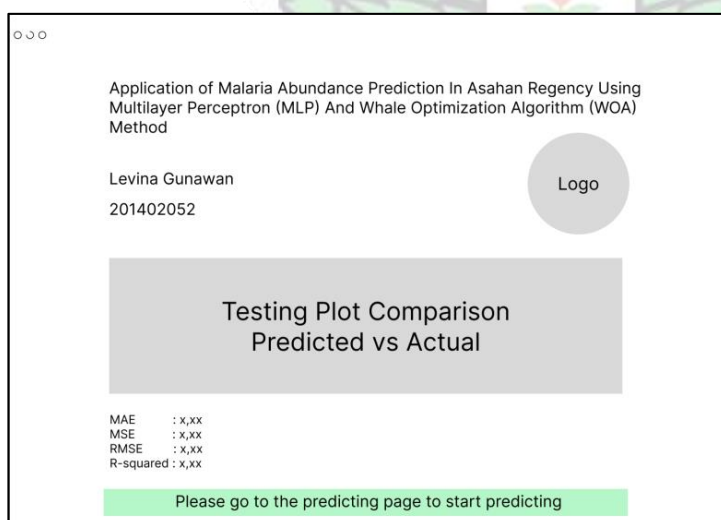 Application of Malaria Abundance Prediction In Asahan Regency Using
Multilayer Perceptron (MLP) And Whale Optimization Algorithm (WOA)
Method
Levina Gunawan
201402052
Logo
Testing Plot Comparison
Predicted vs Actual
MAE : x,xx
MSE : x,xx
RMSE : x,xx
R-squared : x,xx
Please go to the predicting page to start predicting